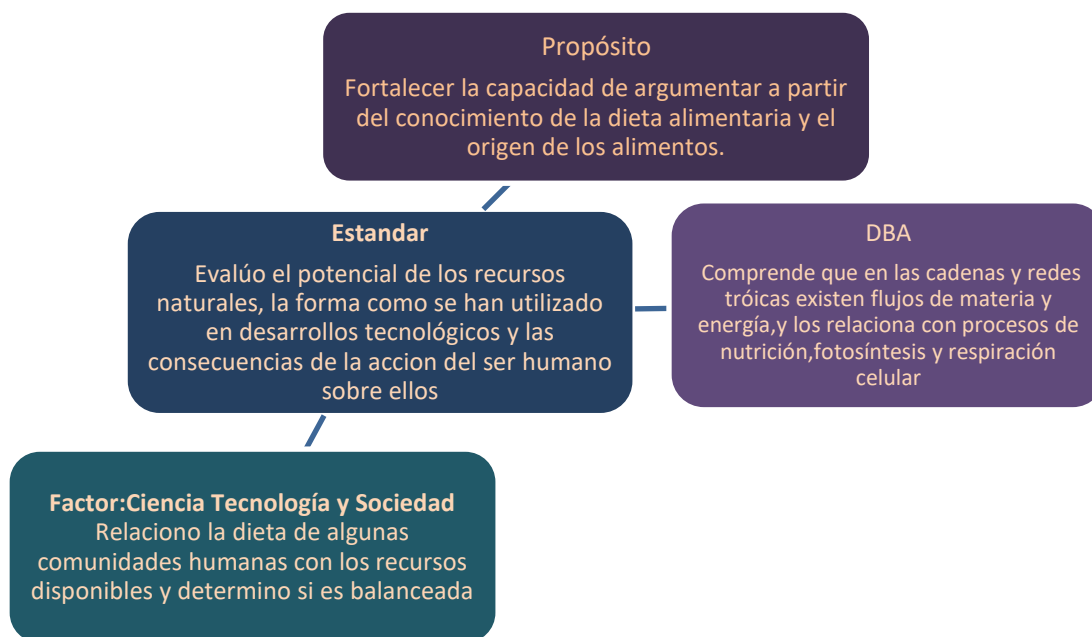 Propósito
Fortalecer la capacidad de argumentar a partir
del conocimiento de la dieta alimentaria y el
origen de los alimentos.
Estandar
Evalúo el potencial de los recursos
naturales, la forma como se han utilizado
en desarrollos tecnológicos y las
consecuencias de la accion del ser humano
sobre ellos
DBA
Comprende que en las cadenas y redes
tróicas existen flujos de materia y
energía,y los relaciona con procesos de
nutrición,fotosíntesis y respiración
celular
Factor:Ciencia Tecnología y Sociedad
Relaciono la dieta de algunas
comunidades humanas con los recursos
disponibles y determino si es balanceada